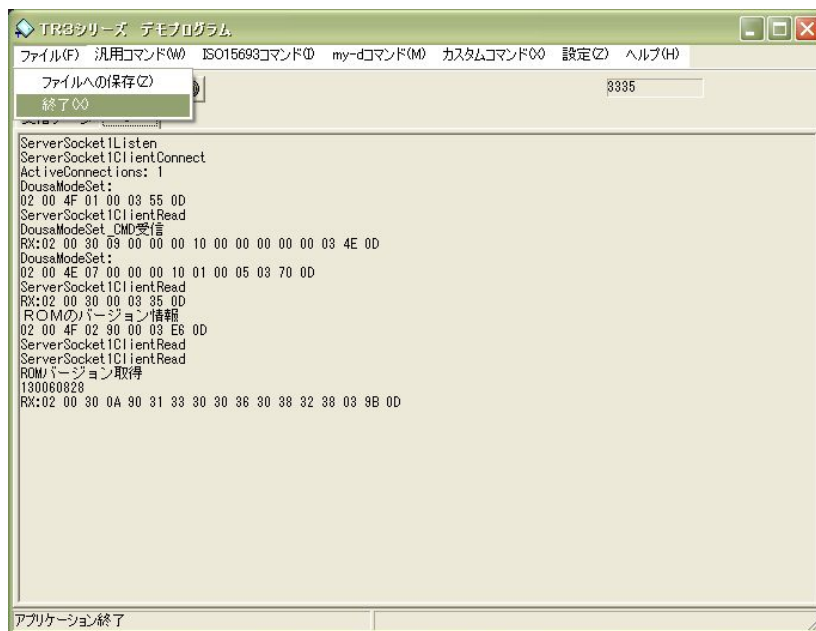 TR3シリーズ デモプログラム
ファイル(F) 汎用コマンド(W) ISO15693コマンド(I) my-dコマンド(M) カスタムコマンド(X) 設定(Z) ヘルプ(H)
ファイルへの保存(Z)
3335
終了(X)
ServerSocket1Listen
ServerSocket1ClientConnect
ActiveConnections: 1
DousaModeSet:
02 00 4F 01 00 03 55 0D
ServerSocket1ClientRead
DousaModeSet_CMD受信
RX:02 00 30 09 00 00 00 10 00 00 00 00 00 03 4E 0D
DousaModeSet:
02 00 4E 07 00 00 00 10 01 00 05 03 70 0D
ServerSocket1ClientRead
RX:02 00 30 00 03 35 0D
ROMのバージョン情報
02 00 4F 02 90 00 03 E6 0D
ServerSocket1ClientRead
ServerSocket1ClientRead
ROMバージョン取得
130060828
RX:02 00 30 0A 90 31 33 30 30 36 30 38 32 38 03 9B 0D
アプリケーション終了